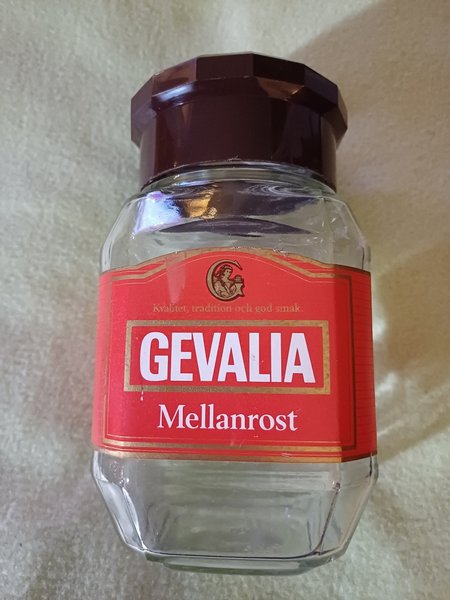 Kvalitet, tradition och god smak.
GEVALIA
Mellanrost